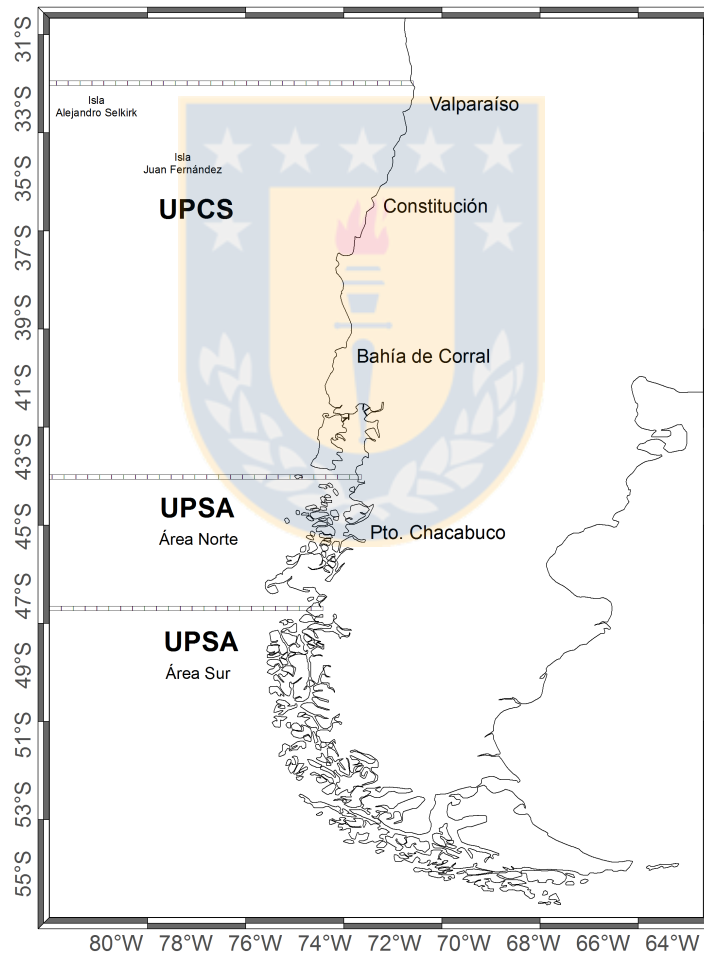 31°S
33°S
35°S
37°S
39°S
41°S
43°S
45°S
47°S
49°S
51°S
53°S
55°S
Isla
Alejandro Selkirk
Valparaíso
Isla
Juan Fernández
UPCS
Constitución
Bahía de Corral
UPSA
Área Norte
Pto. Chacabuco
UPSA
Área Sur
80°W 78°W 76°W 74°W 72°W 70°W 68°W 66°W 64°W